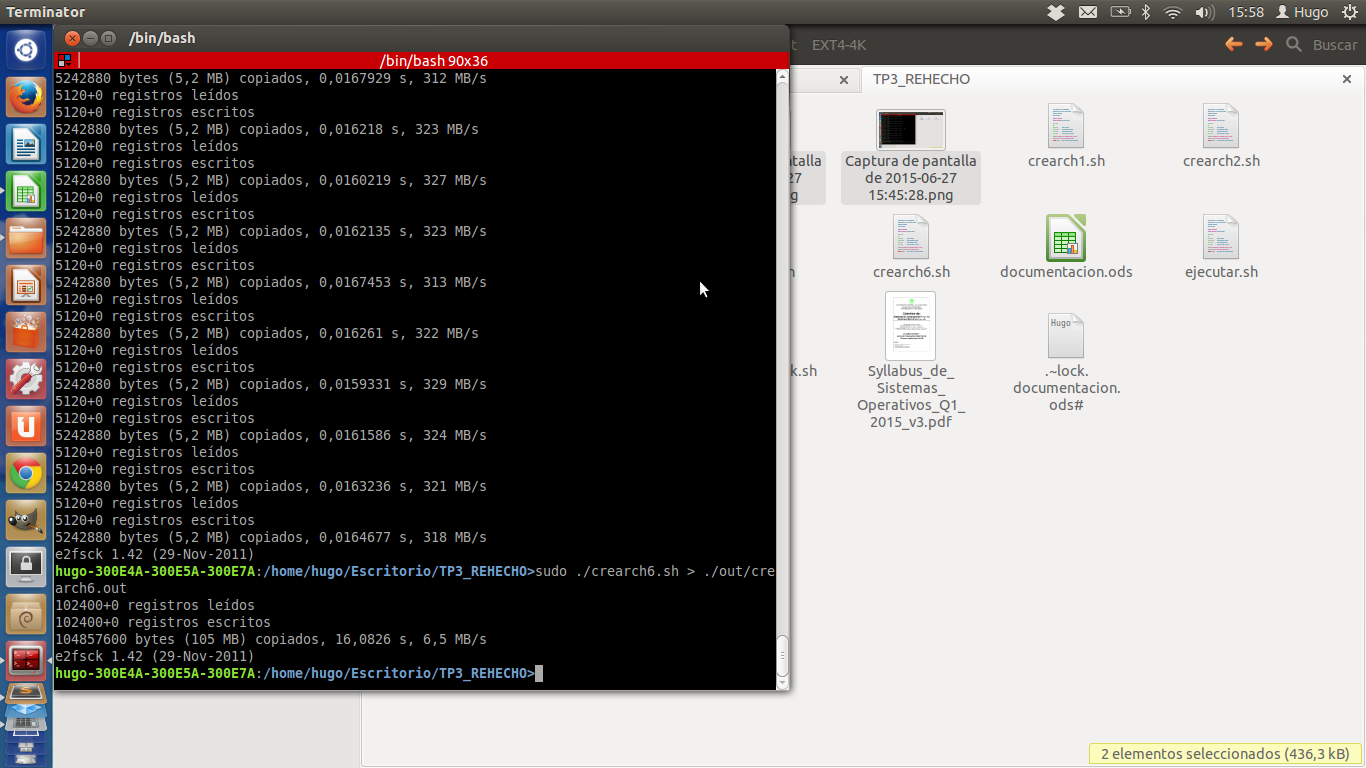 Terminator
15:58 Hugo
/bin/bash
/bin/bash 90x36
5242880 bytes (5,2 MB) copiados, 0,0167929 s, 312 MB/s
5120+0 registros leídos
5120+0 registros escritos
5242880 bytes (5,2 MB) copiados, 0,016218 s, 323 MB/s
5120+0 registros leídos
5120+0 registros escritos
5242880 bytes (5,2 MB) copiados, 0,0160219 s, 327 MB/s
5120+0 registros leídos
5120+0 registros escritos
5242880 bytes (5,2 MB) copiados, 0,0162135 s, 323 MB/s
5120+0 registros leídos
5120+0 registros escritos
5242880 bytes (5,2 MB) copiados, 0,0167453 s, 313 MB/s
5120+0 registros leídos
5120+0 registros escritos
5242880 bytes (5,2 MB) copiados, 0,016261 s, 322 MB/s
5120+0 registros leídos
5120+0 registros escritos
5242880 bytes (5,2 MB) copiados, 0,0159331 s, 329 MB/s
5120+0 registros leídos
5120+0 registros escritos
5242880 bytes (5,2 MB) copiados, 0,0161586 s, 324 MB/s
5120+0 registros leídos
5120+0 registros escritos
5242880 bytes (5,2 MB) copiados, 0,0163236 s, 321 MB/s
5120+0 registros leídos
5120+0 registros escritos
5242880 bytes (5,2 MB) copiados, 0,0164677 s, 318 MB/s
e2fsck 1.42 (29-Nov-2011)
hugo-300E4A-300E5A-300E7A:/home/hugo/Escritorio/TP3_REHECHO>sudo ./crearch6.sh > ./out/cre
arch6.out
102400+0 registros leídos
102400+0 registros escritos
104857600 bytes (105 MB) copiados, 16,0826 s, 6,5 MB/s
e2fsck 1.42 (29-Nov-2011)
hugo-300E4A-300E5A-300E7A:/home/hugo/Escritorio/TP3_REHECHO>
t EXT4-4K
Buscar
TP3_REHECHO
ntalla
27
g
Captura de pantalla
de 2015-06-27
15:45:28.png
crearch1.sh
crearch2.sh
h
crearch6.sh
documentacion.ods
ejecutar.sh
k.sh
Syllabus_de_
Sistemas_
Operativos_Q1_
2015_v3.pdf
Hugo
.~lock.
documentacion.
ods#
2 elementos seleccionados (436,3 kB)